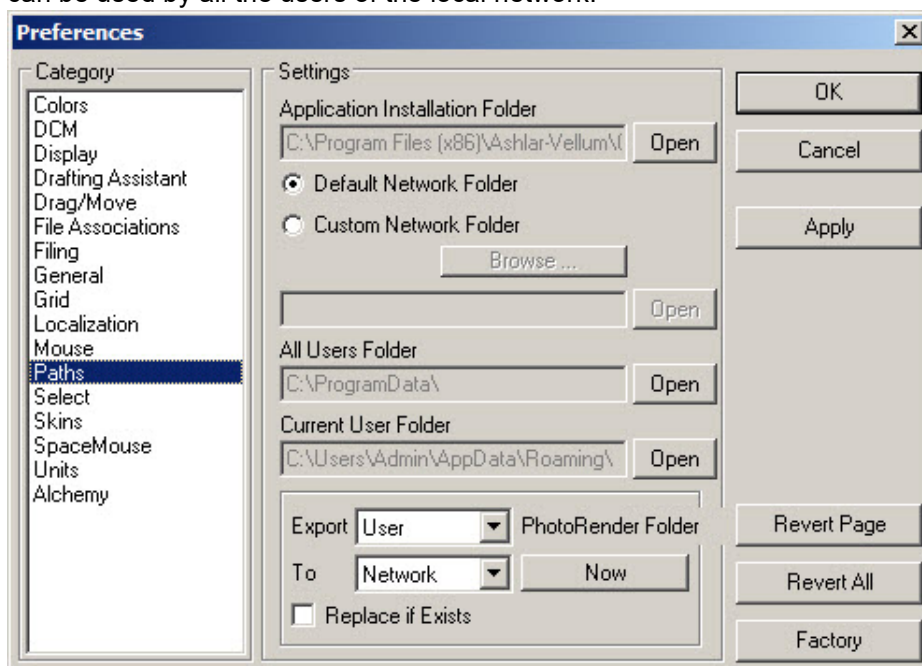 can be used by all the users of the local network.
Preferences
Category
Colors
DCM
Display
Drafting Assistant
Drag/Move
File Associations
Filing
General
Grid
Localization
Mouse
Paths
Select
Skins
SpaceMouse
Units
Alchemy
Settings
Application Installation Folder
C:\Program Files (x86)\Ashlar-Vellum\ Open
Default Network Folder
Custom Network Folder
Browse ...
Open
All Users Folder
C:\ProgramData\ Open
Current User Folder
C:\Users\Admin\AppData\Roaming\ Open
Export User PhotoRender Folder
To Network Now
Replace if Exists
OK
Cancel
Apply
Revert Page
Revert All
Factory